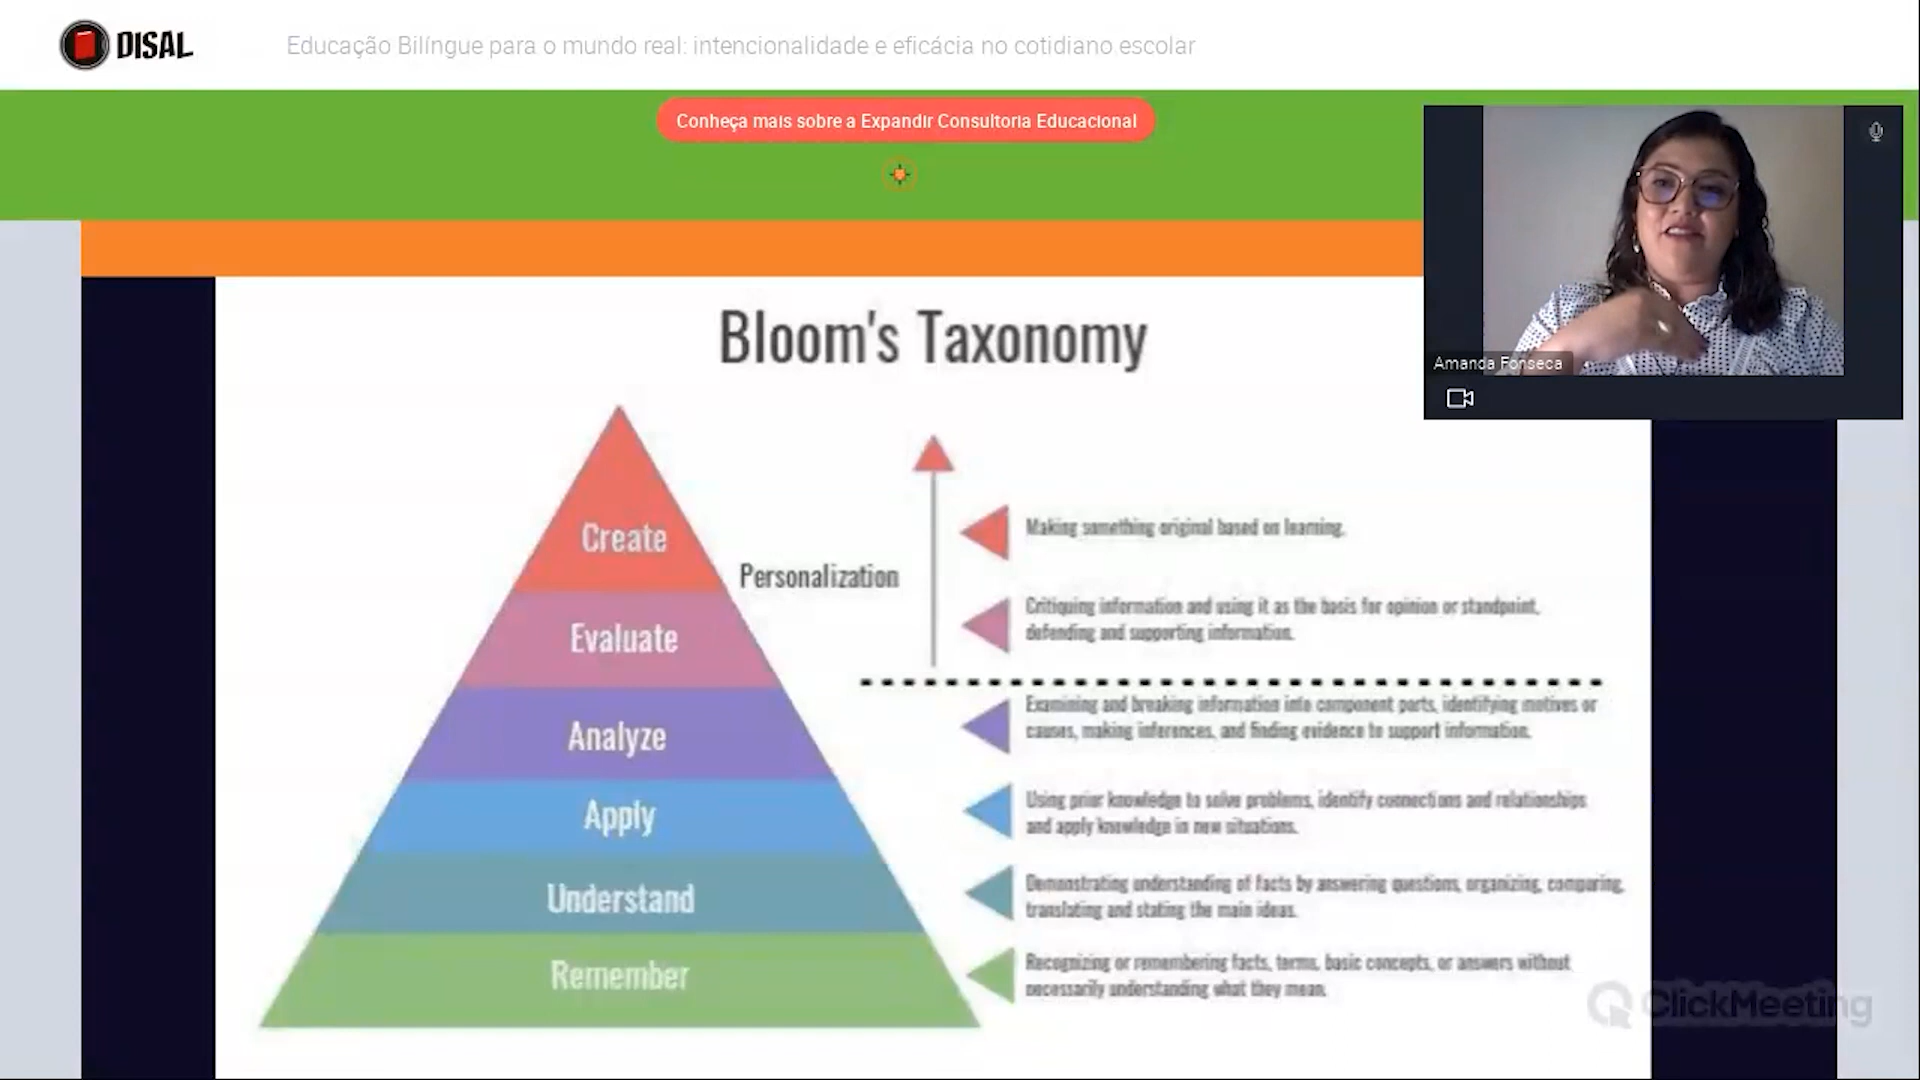 DISAL
Educação Bilíngue para o mundo real: intencionalidade e eficácia no cotidiano escolar
Conheça mais sobre a Expandir Consultoria Educacional
Amanda Fonseca
Bloom's Taxonomy
Create
Personalization
Making something original based on learning.
Evaluate
Critiquing information and using it as the basis for opinion or standpoint,
defending and supporting information.
Analyze
Examining and breaking information into component parts, identifying motives or
causes, making inferences, and finding evidence to support information.
Apply
Using prior knowledge to solve problems, identify connections and relationships
and apply knowledge in new situations.
Understand
Demonstrating understanding of facts by answering questions, organizing, comparing,
translating and stating the main ideas.
Remember
Recognizing or remembering facts, terms, basic concepts, or answers without
necessarily understanding what they mean.
ClickMeeting